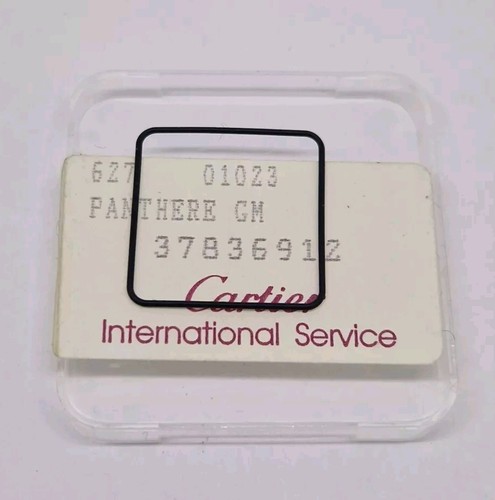 627 01023
PANTHERE GM
37836912
Cartier
International Service